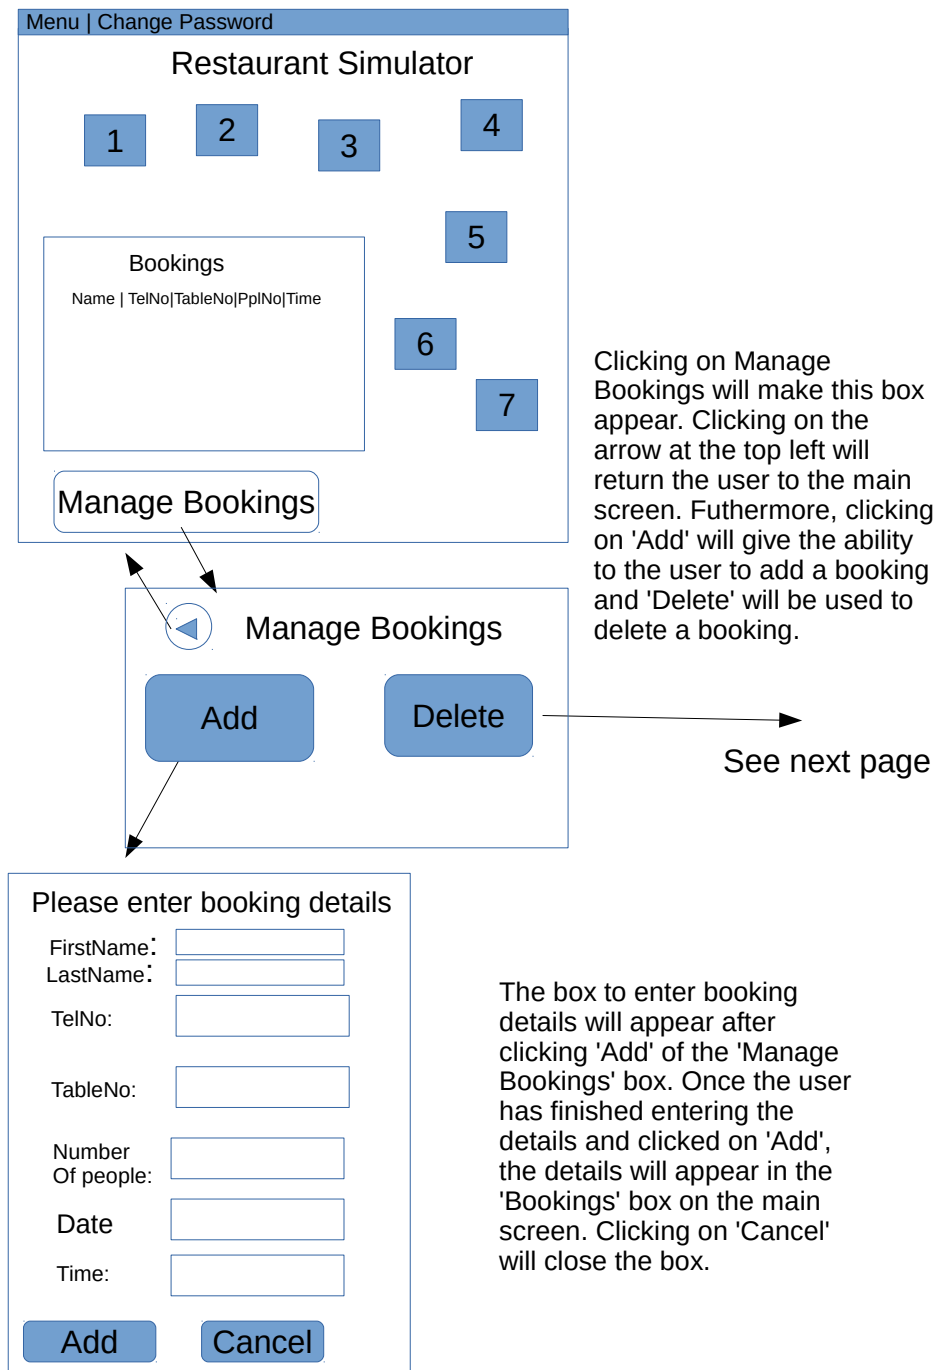 Menu | Change Password
Restaurant Simulator
1
2
3
4
5
6
7
Bookings
Name | TelNo|TableNo|PplNo|Time
Manage Bookings
Clicking on Manage
Bookings will make this box
appear. Clicking on the
arrow at the top left will
return the user to the main
screen. Futhermore, clicking
on 'Add' will give the ability
to the user to add a booking
and 'Delete' will be used to
delete a booking.
Manage Bookings
Add
Delete
See next page
Please enter booking details
FirstName:
LastName:
TelNo:
TableNo:
Number
Of people:
Date
Time:
Add
Cancel
The box to enter booking
details will appear after
clicking 'Add' of the 'Manage
Bookings' box. Once the user
has finished entering the
details and clicked on 'Add',
the details will appear in the
'Bookings' box on the main
screen. Clicking on 'Cancel'
will close the box.